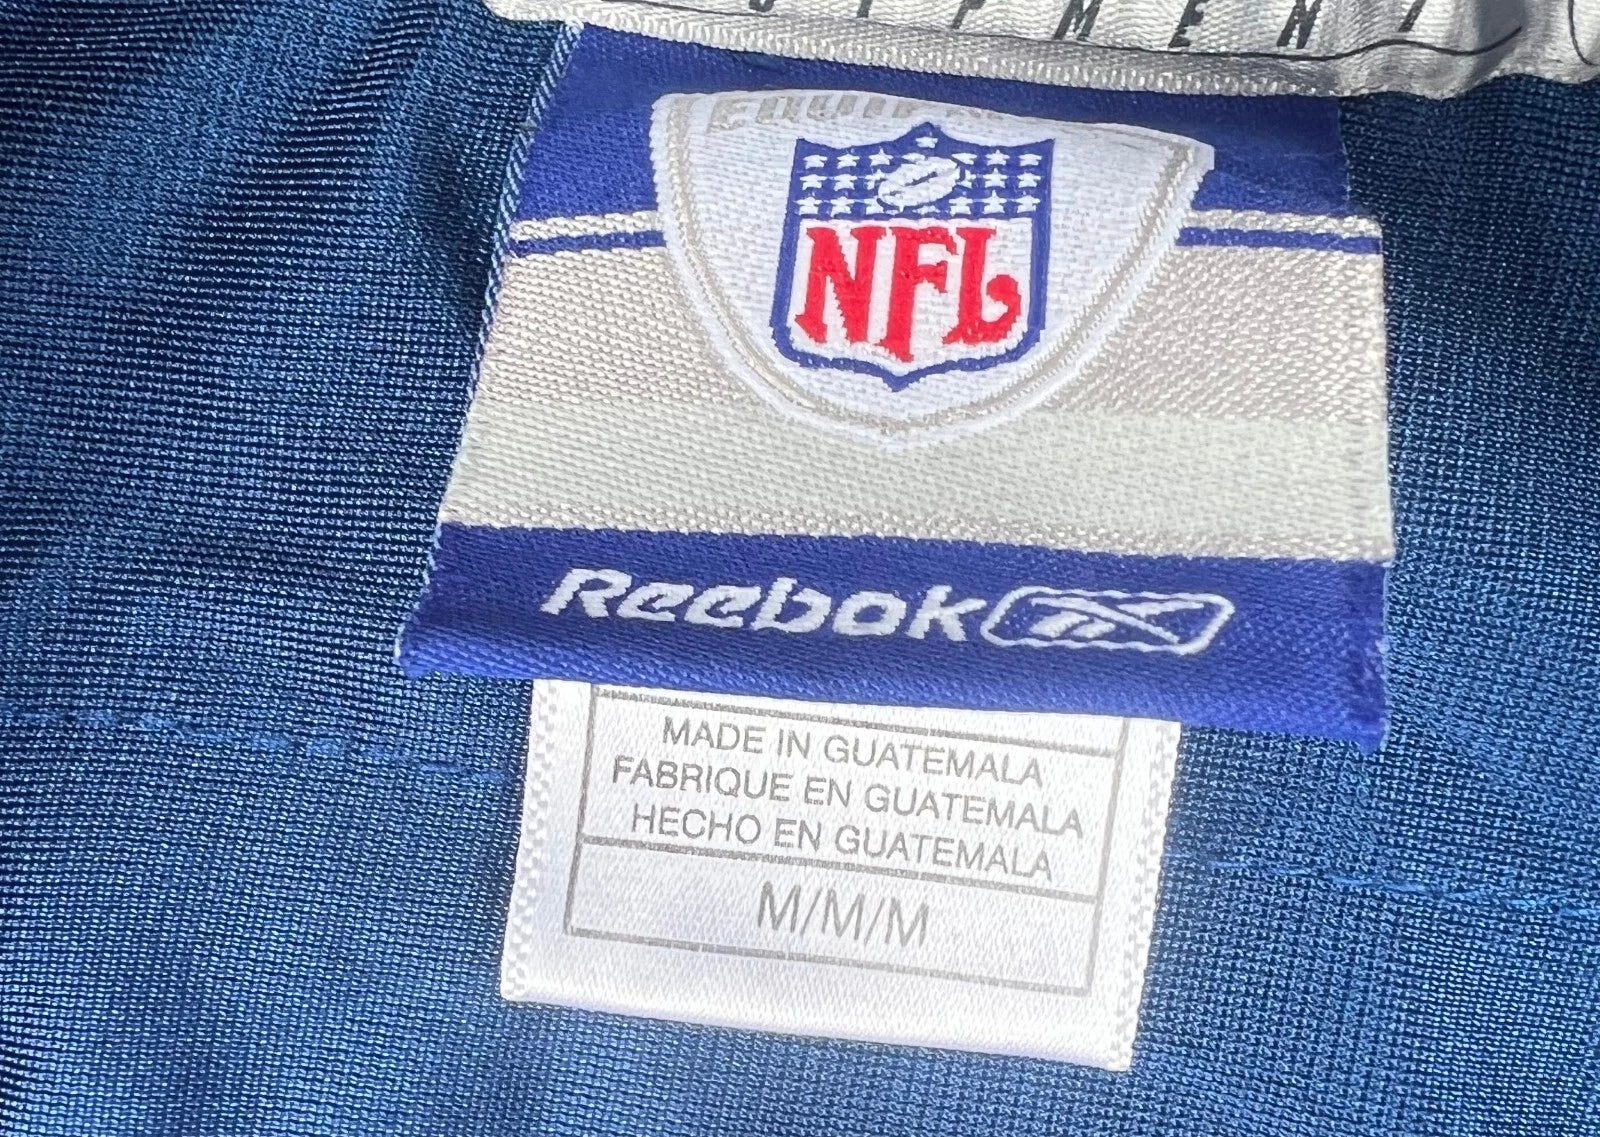 NFL
Reebok
MADE IN GUATEMALA
FABRIQUE EN GUATEMALA
HECHO EN GUATEMALA
M/M/M